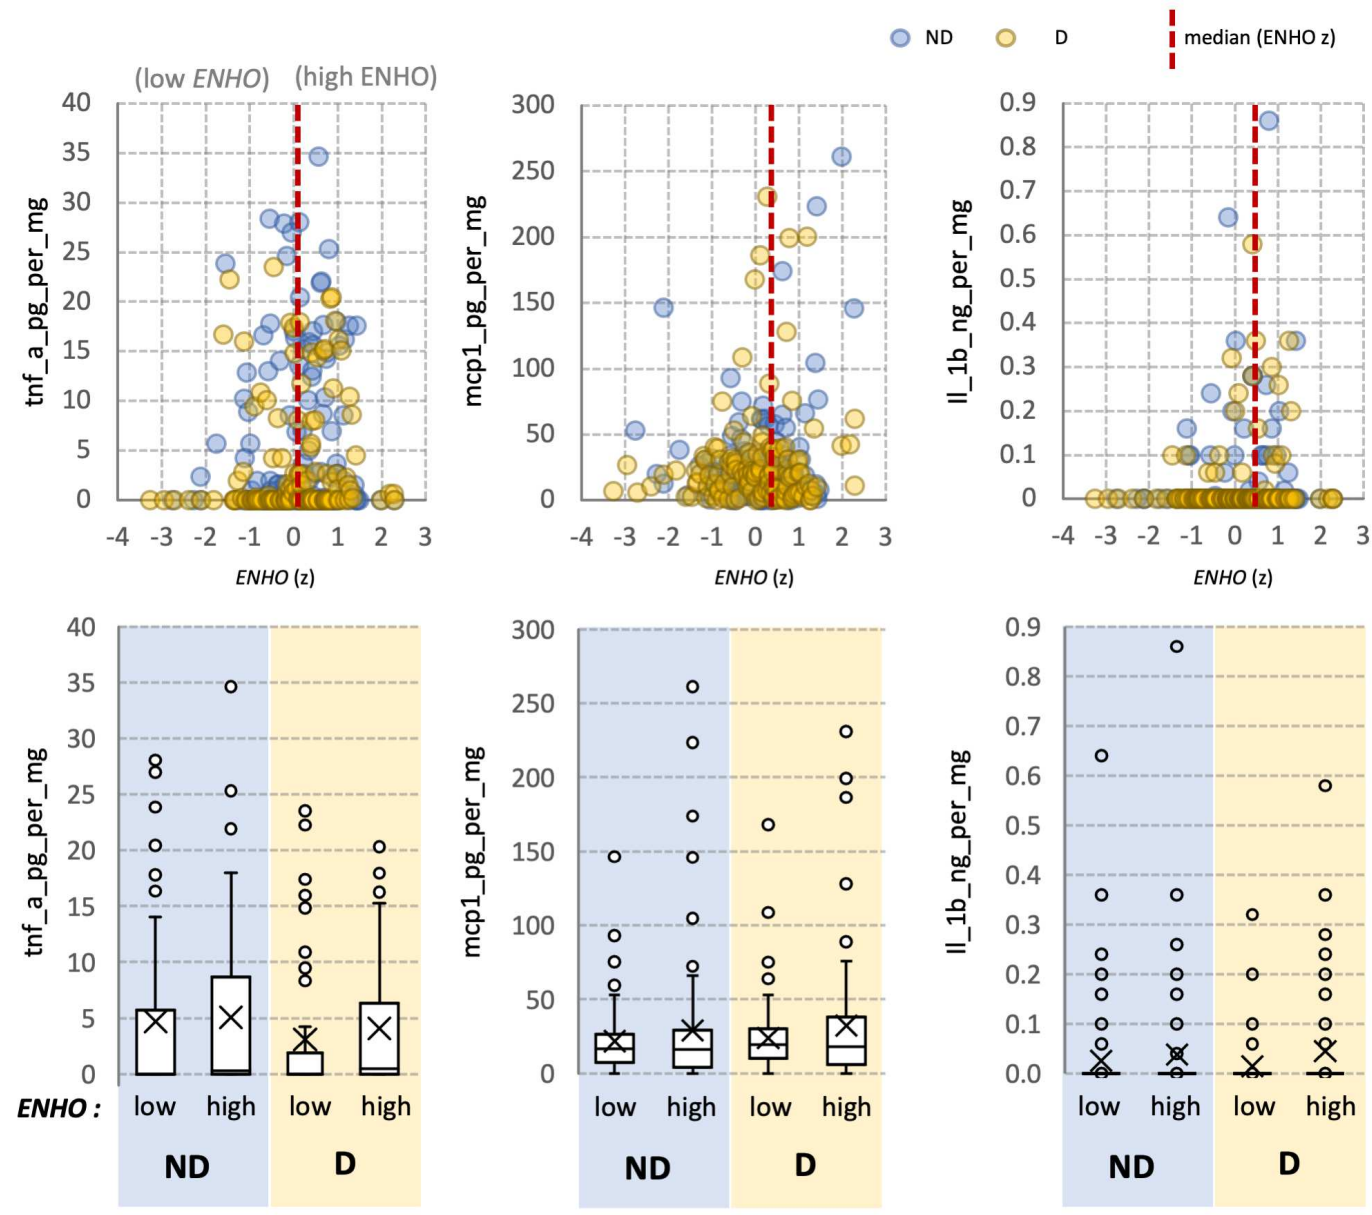 ND D median (ENHO z)
(low ENHO) (high ENHO)
tnf_a_pg_per_mg
40
35
30
25
20
15
10
5
0
-4 -3 -2 -1 0 1 2 3
ENHO (z)
mcp1_pg_per_mg
300
250
200
150
100
50
0
-4 -3 -2 -1 0 1 2 3
ENHO (z)
Il_1b_ng_per_mg
0.9
0.8
0.7
0.6
0.5
0.4
0.3
0.2
0.1
0
-4 -3 -2 -1 0 1 2 3
ENHO (z)
tnf_a_pg_per_mg
40
35
30
25
20
15
10
5
0
ENHO : low high low high
ND D
mcp1_pg_per_mg
300
250
200
150
100
50
0
low high low high
ND D
Il_1b_ng_per_mg
0.9
0.8
0.7
0.6
0.5
0.4
0.3
0.2
0.1
0.0
low high low high
ND D